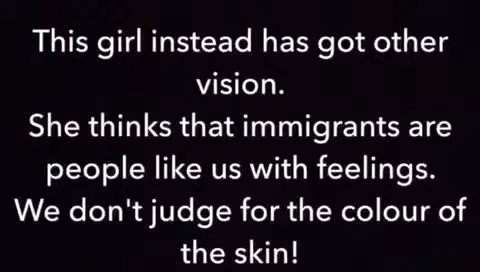 This girl instead has got other
vision.
She thinks that immigrants are
people like us with feelings.
We don't judge for the colour of
the skin!